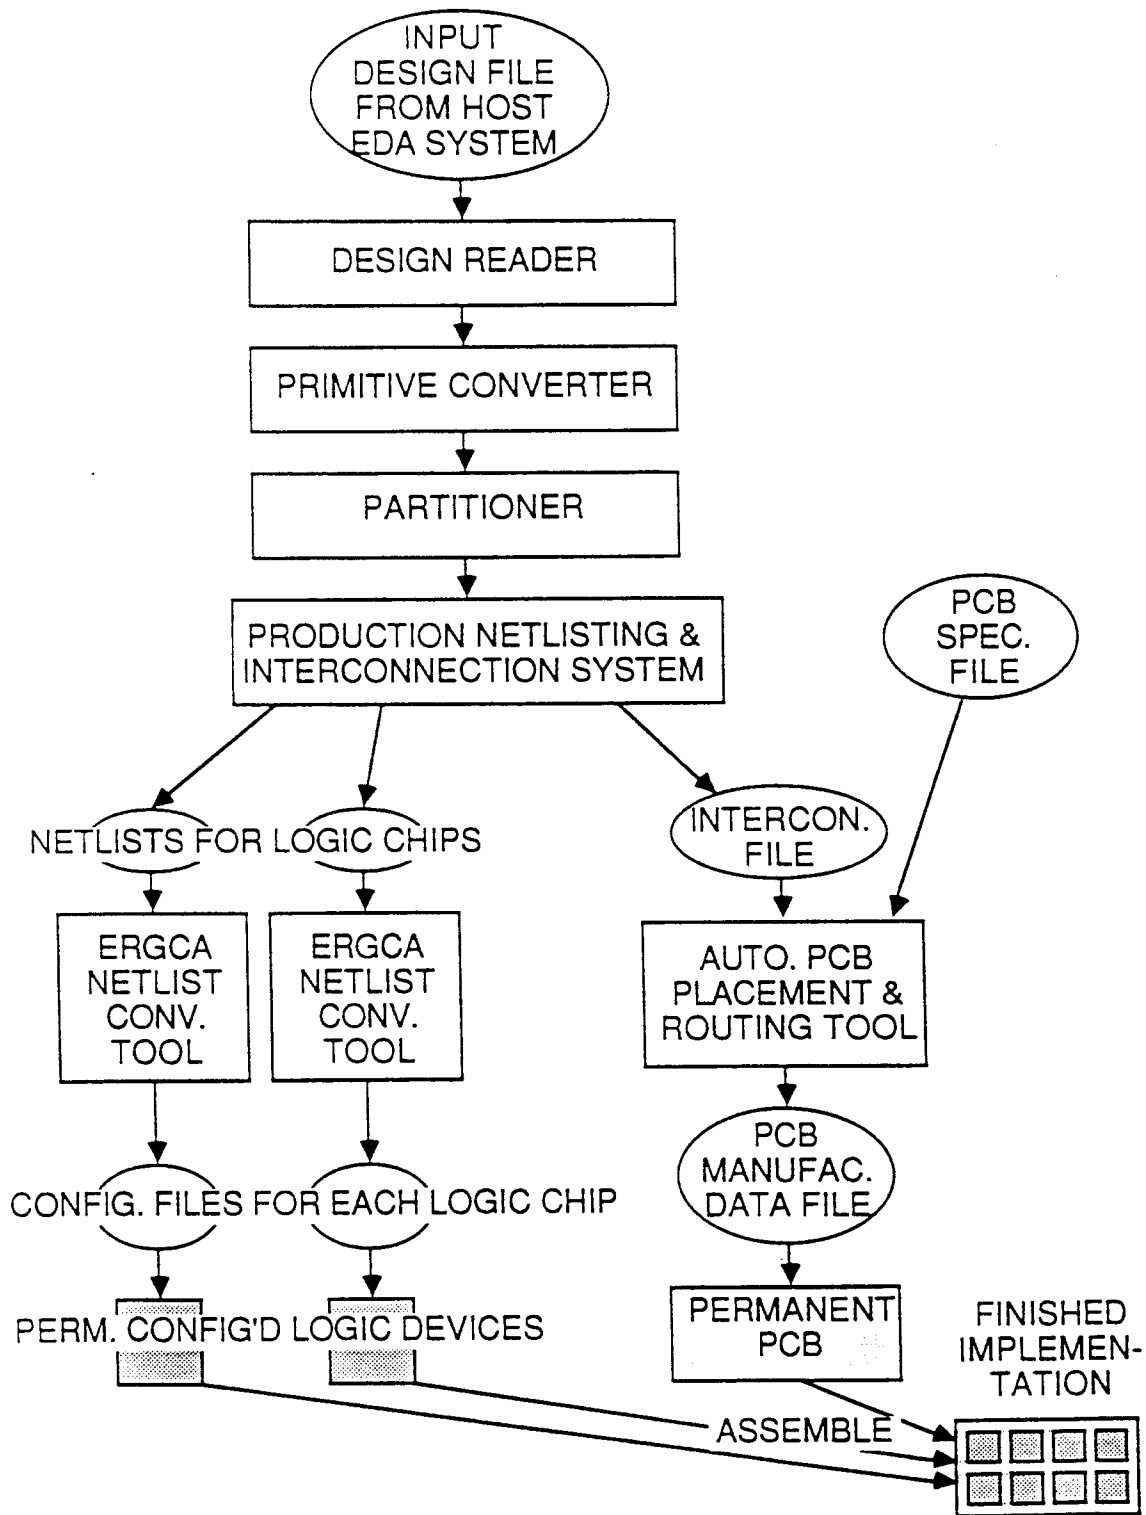 INPUT
DESIGN FILE
FROM HOST
EDA SYSTEM
DESIGN READER
PRIMITIVE CONVERTER
PARTITIONER
PRODUCTION NETLISTING &
INTERCONNECTION SYSTEM
PCB
SPEC.
FILE
NETLISTS FOR LOGIC CHIPS
INTERCON.
FILE
ERGCA
NETLIST
CONV.
TOOL
ERGCA
NETLIST
CONV.
TOOL
AUTO. PCB
PLACEMENT &
ROUTING TOOL
PCB
MANUFAC.
DATA FILE
CONFIG. FILES FOR EACH LOGIC CHIP
PERM. CONFIG'D LOGIC DEVICES
PERMANENT
PCB
FINISHED
IMPLEMEN-
TATION
ASSEMBLE